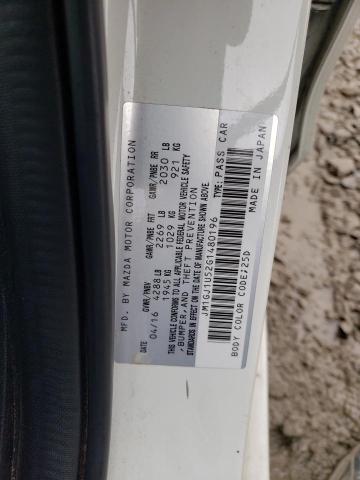 MFD. BY MAZDA MOTOR CORPORATION
GVWR/PNBV GAWR/PNBE FRT GAWR/PNBE RR
04/16 4288 LB 2269 LB 2030 LB
1945 KG 1029 KG 921 KG
THIS VEHICLE CONFORMS TO ALL APPLICABLE FEDERAL MOTOR VEHICLE SAFETY
,BUMPER,AND THEFT PREVENTION
STANDARDS IN EFFECT ON THE DATE OF MANUFACTURE SHOWN ABOVE
JM1GJ1U52G1480196 TYPE:PASS CAR
BODY COLOR CODE:25D MADE IN JAPAN